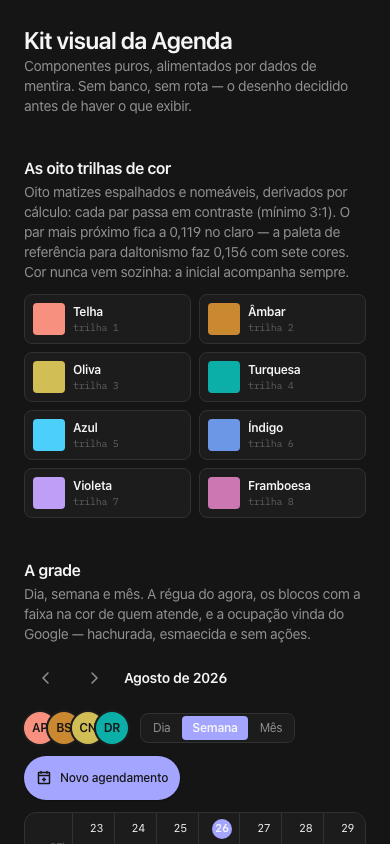 Kit visual da Agenda
Componentes puros, alimentados por dados de
mentira. Sem banco, sem rota — o desenho decidido
antes de haver o que exibir.
As oito trilhas de cor
Oito matizes espalhados e nomeáveis, derivados por
cálculo: cada par passa em contraste (mínimo 3:1). O
par mais próximo fica a 0,119 no claro — a paleta de
referência para daltonismo faz 0,156 com sete cores.
Cor nunca vem sozinha: a inicial acompanha sempre.
Telha
trilha 1
Âmbar
trilha 2
Oliva
trilha 3
Turquesa
trilha 4
Azul
trilha 5
Índigo
trilha 6
Violeta
trilha 7
Framboesa
trilha 8
A grade
Dia, semana e mês. A régua do agora, os blocos com a
faixa na cor de quem atende, e a ocupação vinda do
Google — hachurada, esmaecida e sem ações.
Agosto de 2026
AP BS CN DR Dia Semana Mês
Novo agendamento
23 24 25 26 27 28 29